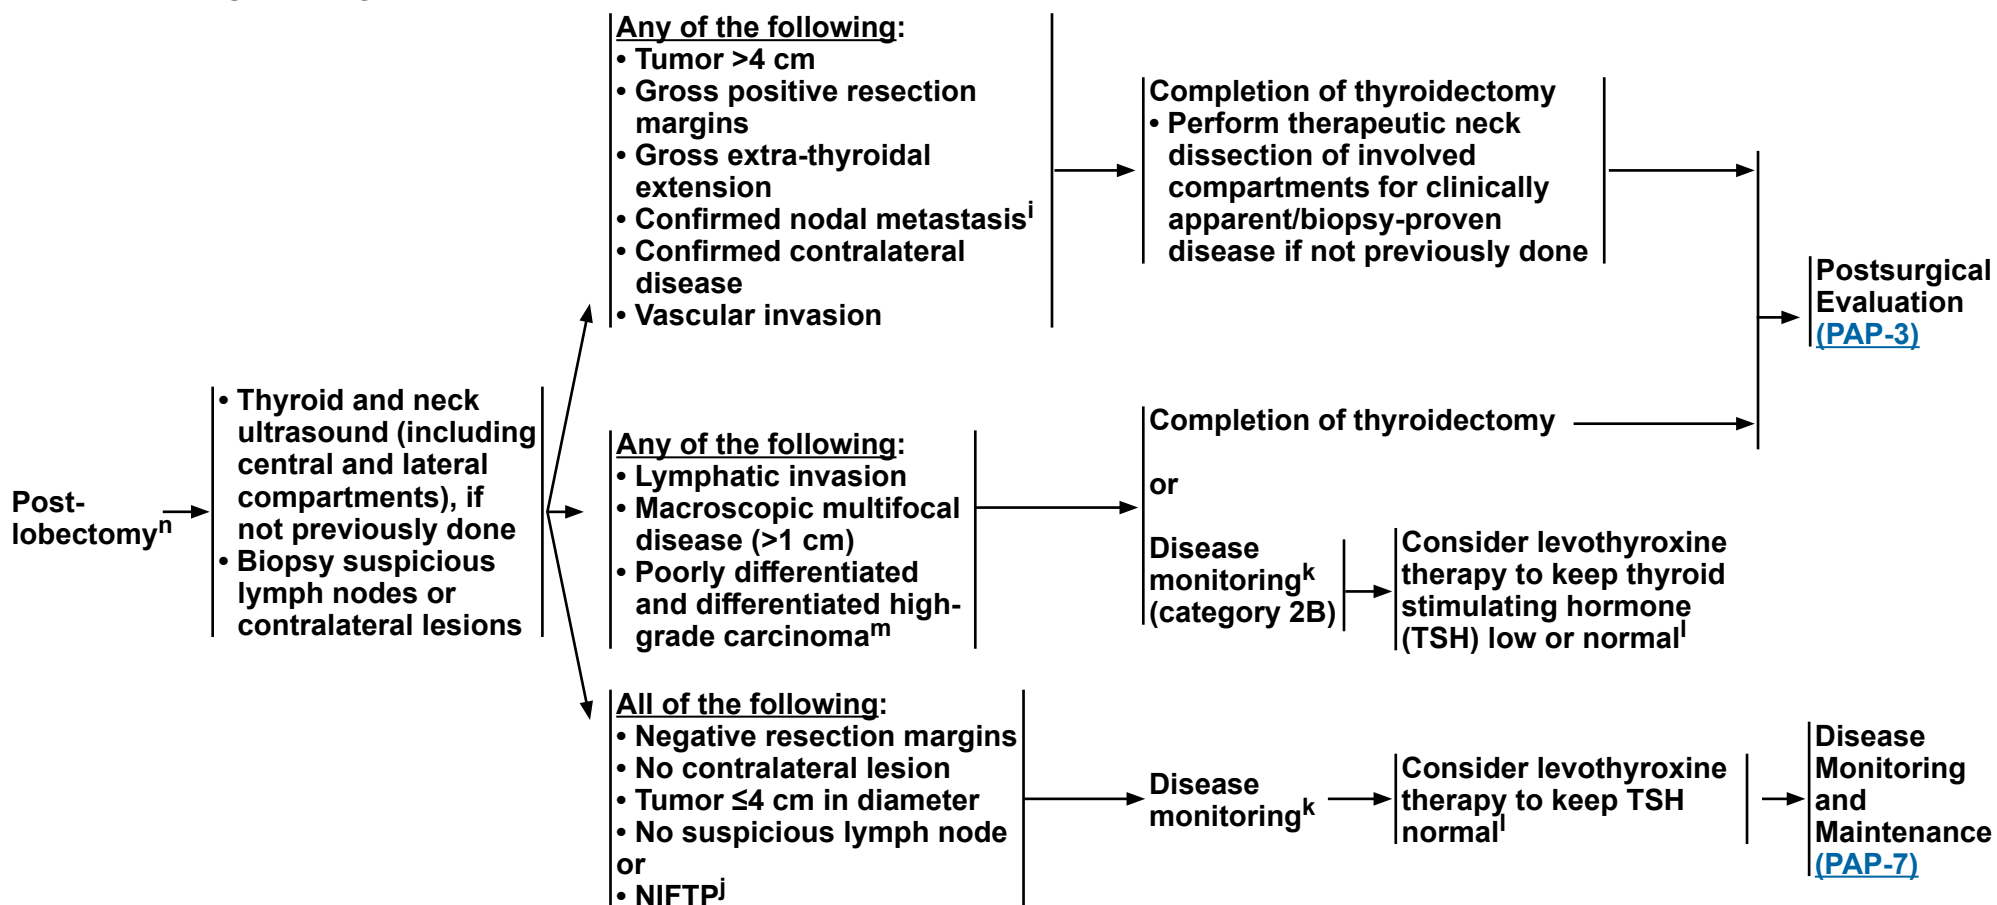 Post-
lobectomyⁿ
• Thyroid and neck
ultrasound (including
central and lateral
compartments), if
not previously done
• Biopsy suspicious
lymph nodes or
contralateral lesions
Any of the following:
• Tumor >4 cm
• Gross positive resection
margins
• Gross extra-thyroidal
extension
• Confirmed nodal metastasisⁱ
• Confirmed contralateral
disease
• Vascular invasion
Completion of thyroidectomy
• Perform therapeutic neck
dissection of involved
compartments for clinically
apparent/biopsy-proven
disease if not previously done
Postsurgical
Evaluation
(PAP-3)
Any of the following:
• Lymphatic invasion
• Macroscopic multifocal
disease (>1 cm)
• Poorly differentiated
and differentiated high-
grade carcinomaᵐ
Completion of thyroidectomy
or
Disease
monitoringᵏ
(category 2B)
Consider levothyroxine
therapy to keep thyroid
stimulating hormone
(TSH) low or normalˡ
All of the following:
• Negative resection margins
• No contralateral lesion
• Tumor ≤4 cm in diameter
• No suspicious lymph node
or
• NIFTPʲ
Disease
monitoringᵏ
Consider levothyroxine
therapy to keep TSH
normalˡ
Disease
Monitoring
and
Maintenance
(PAP-7)